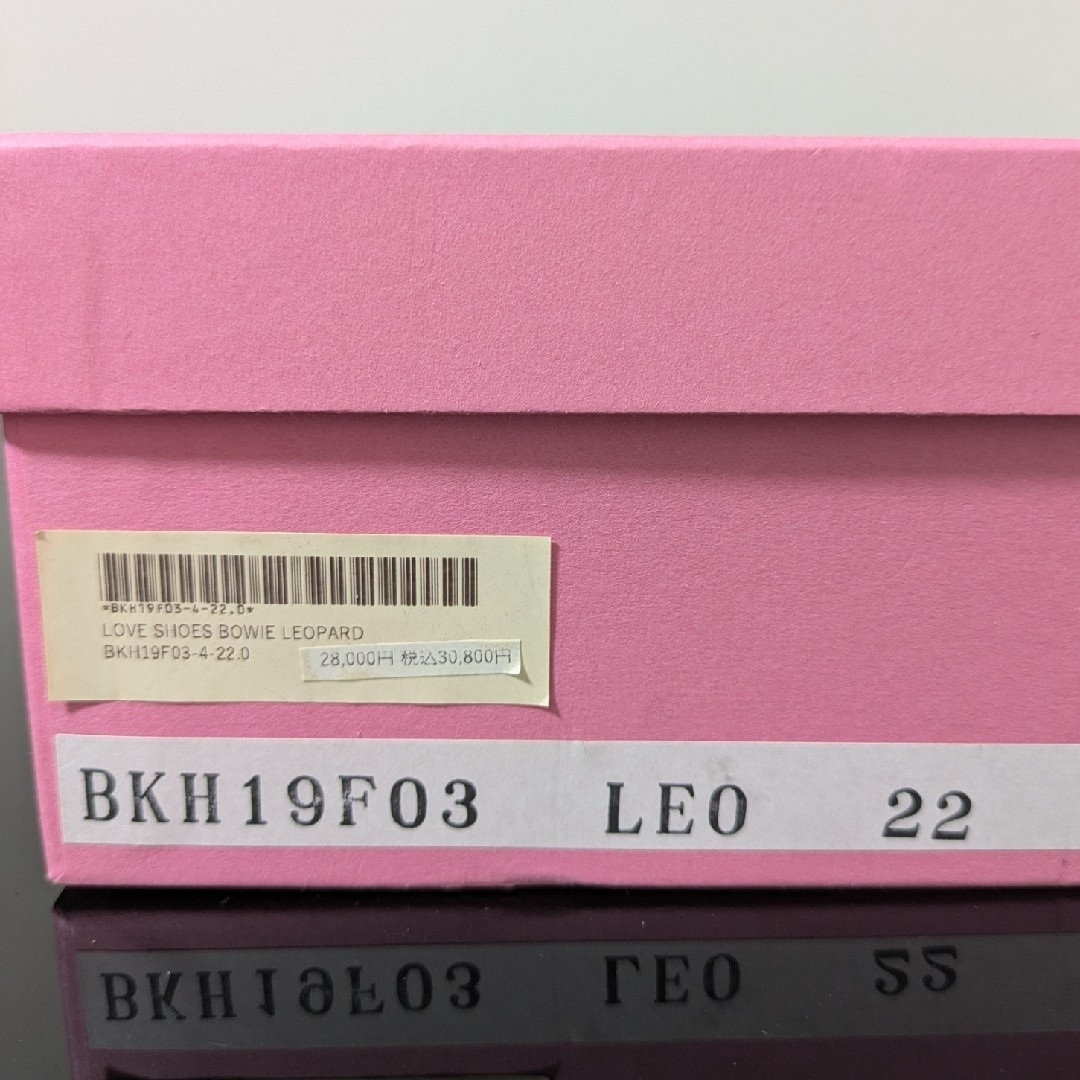 *BKH19F03-4-22.0*
LOVE SHOES BOWIE LEOPARD
BKH19F03-4-22.0
28,000円 税込30,800円
BKH19F03 LEO 22